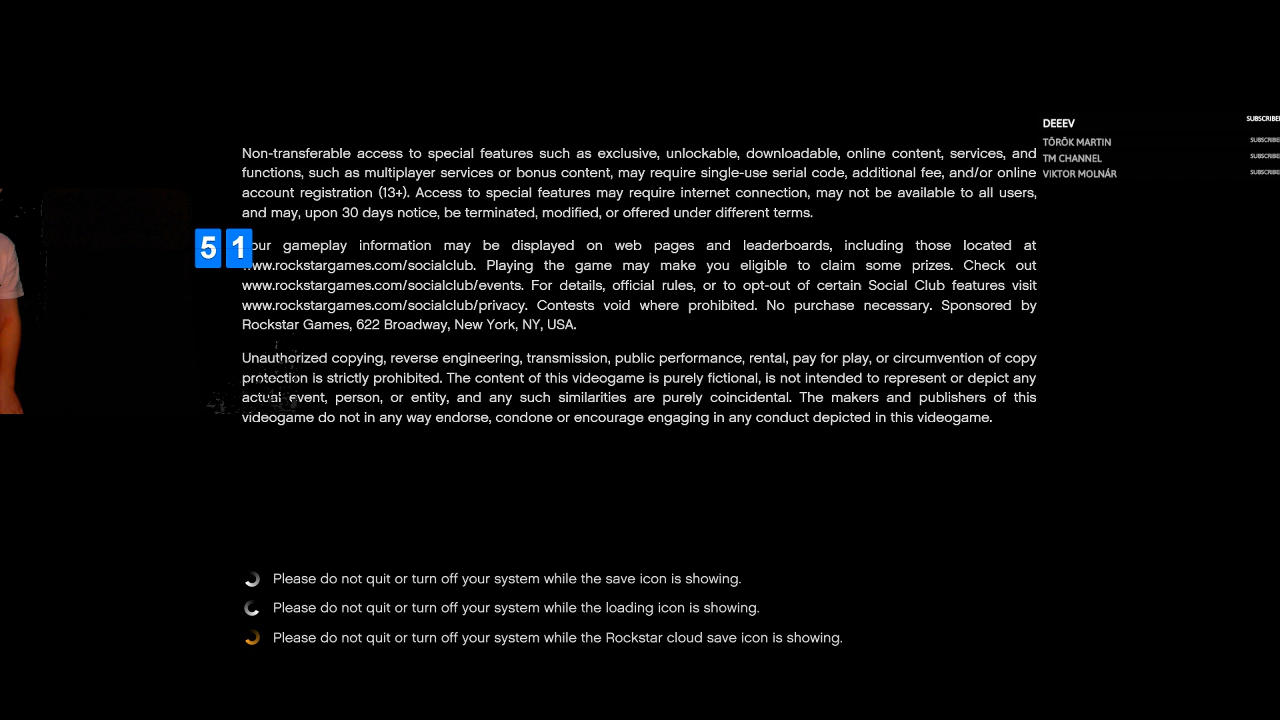 DEEEV
SUBSCRIBE
TÖRÖK MARTIN
SUBSCRIBE
TM CHANNEL
SUBSCRIBE
VIKTOR MOLNÁR
SUBSCRIBE
Non-transferable access to special features such as exclusive, unlockable, downloadable, online content, services, and
functions, such as multiplayer services or bonus content, may require single-use serial code, additional fee, and/or online
account registration (13+). Access to special features may require internet connection, may not be available to all users,
and may, upon 30 days notice, be terminated, modified, or offered under different terms.
51
our gameplay information may be displayed on web pages and leaderboards, including those located at
www.rockstargames.com/socialclub. Playing the game may make you eligible to claim some prizes. Check out
www.rockstargames.com/socialclub/events. For details, official rules, or to opt-out of certain Social Club features visit
www.rockstargames.com/socialclub/privacy. Contests void where prohibited. No purchase necessary. Sponsored by
Rockstar Games, 622 Broadway, New York, NY, USA.
Unauthorized copying, reverse engineering, transmission, public performance, rental, pay for play, or circumvention of copy
protection is strictly prohibited. The content of this videogame is purely fictional, is not intended to represent or depict any
actual event, person, or entity, and any such similarities are purely coincidental. The makers and publishers of this
videogame do not in any way endorse, condone or encourage engaging in any conduct depicted in this videogame.
Please do not quit or turn off your system while the save icon is showing.
Please do not quit or turn off your system while the loading icon is showing.
Please do not quit or turn off your system while the Rockstar cloud save icon is showing.